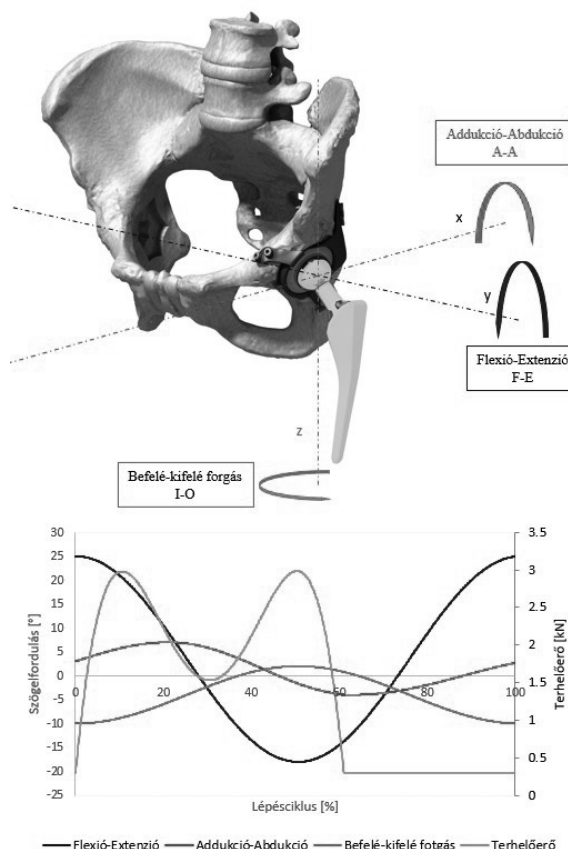 Addukció-Abdukció
A-A
x
y
Flexió-Extenzió
F-E
z
Befelé-kifelé forgás
I-O
Szögelfordulás [°]
30
25
20
15
10
5
0
-5
-10
-15
-20
-25
0
20
40
60
80
100
Lépésciklus [%]
3.5
3
2.5
2
1.5
1
0.5
0
Terhelőerő [kN]
Flexió-Extenzió
Addukció-Abdukció
Befelé-kifelé fotgás
Terhelőerő